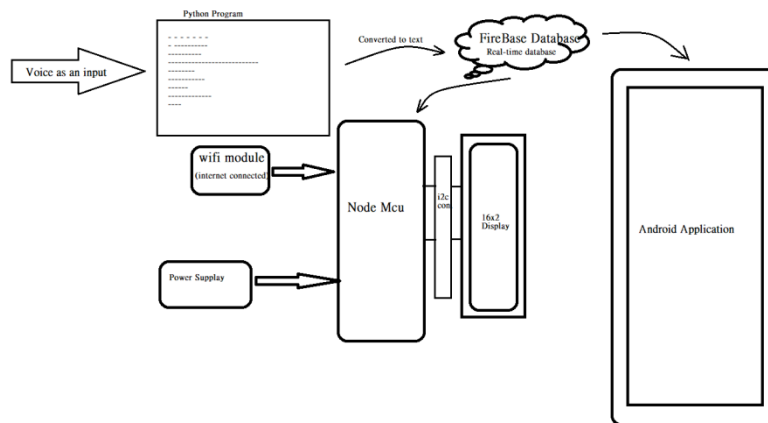 Python Program
Voice as an input
Converted to text
FireBase Database
Real-time database
wifi module
(internet connected)
Node Mcu
i2c
con
16x2
Display
Power Supplay
Android Application